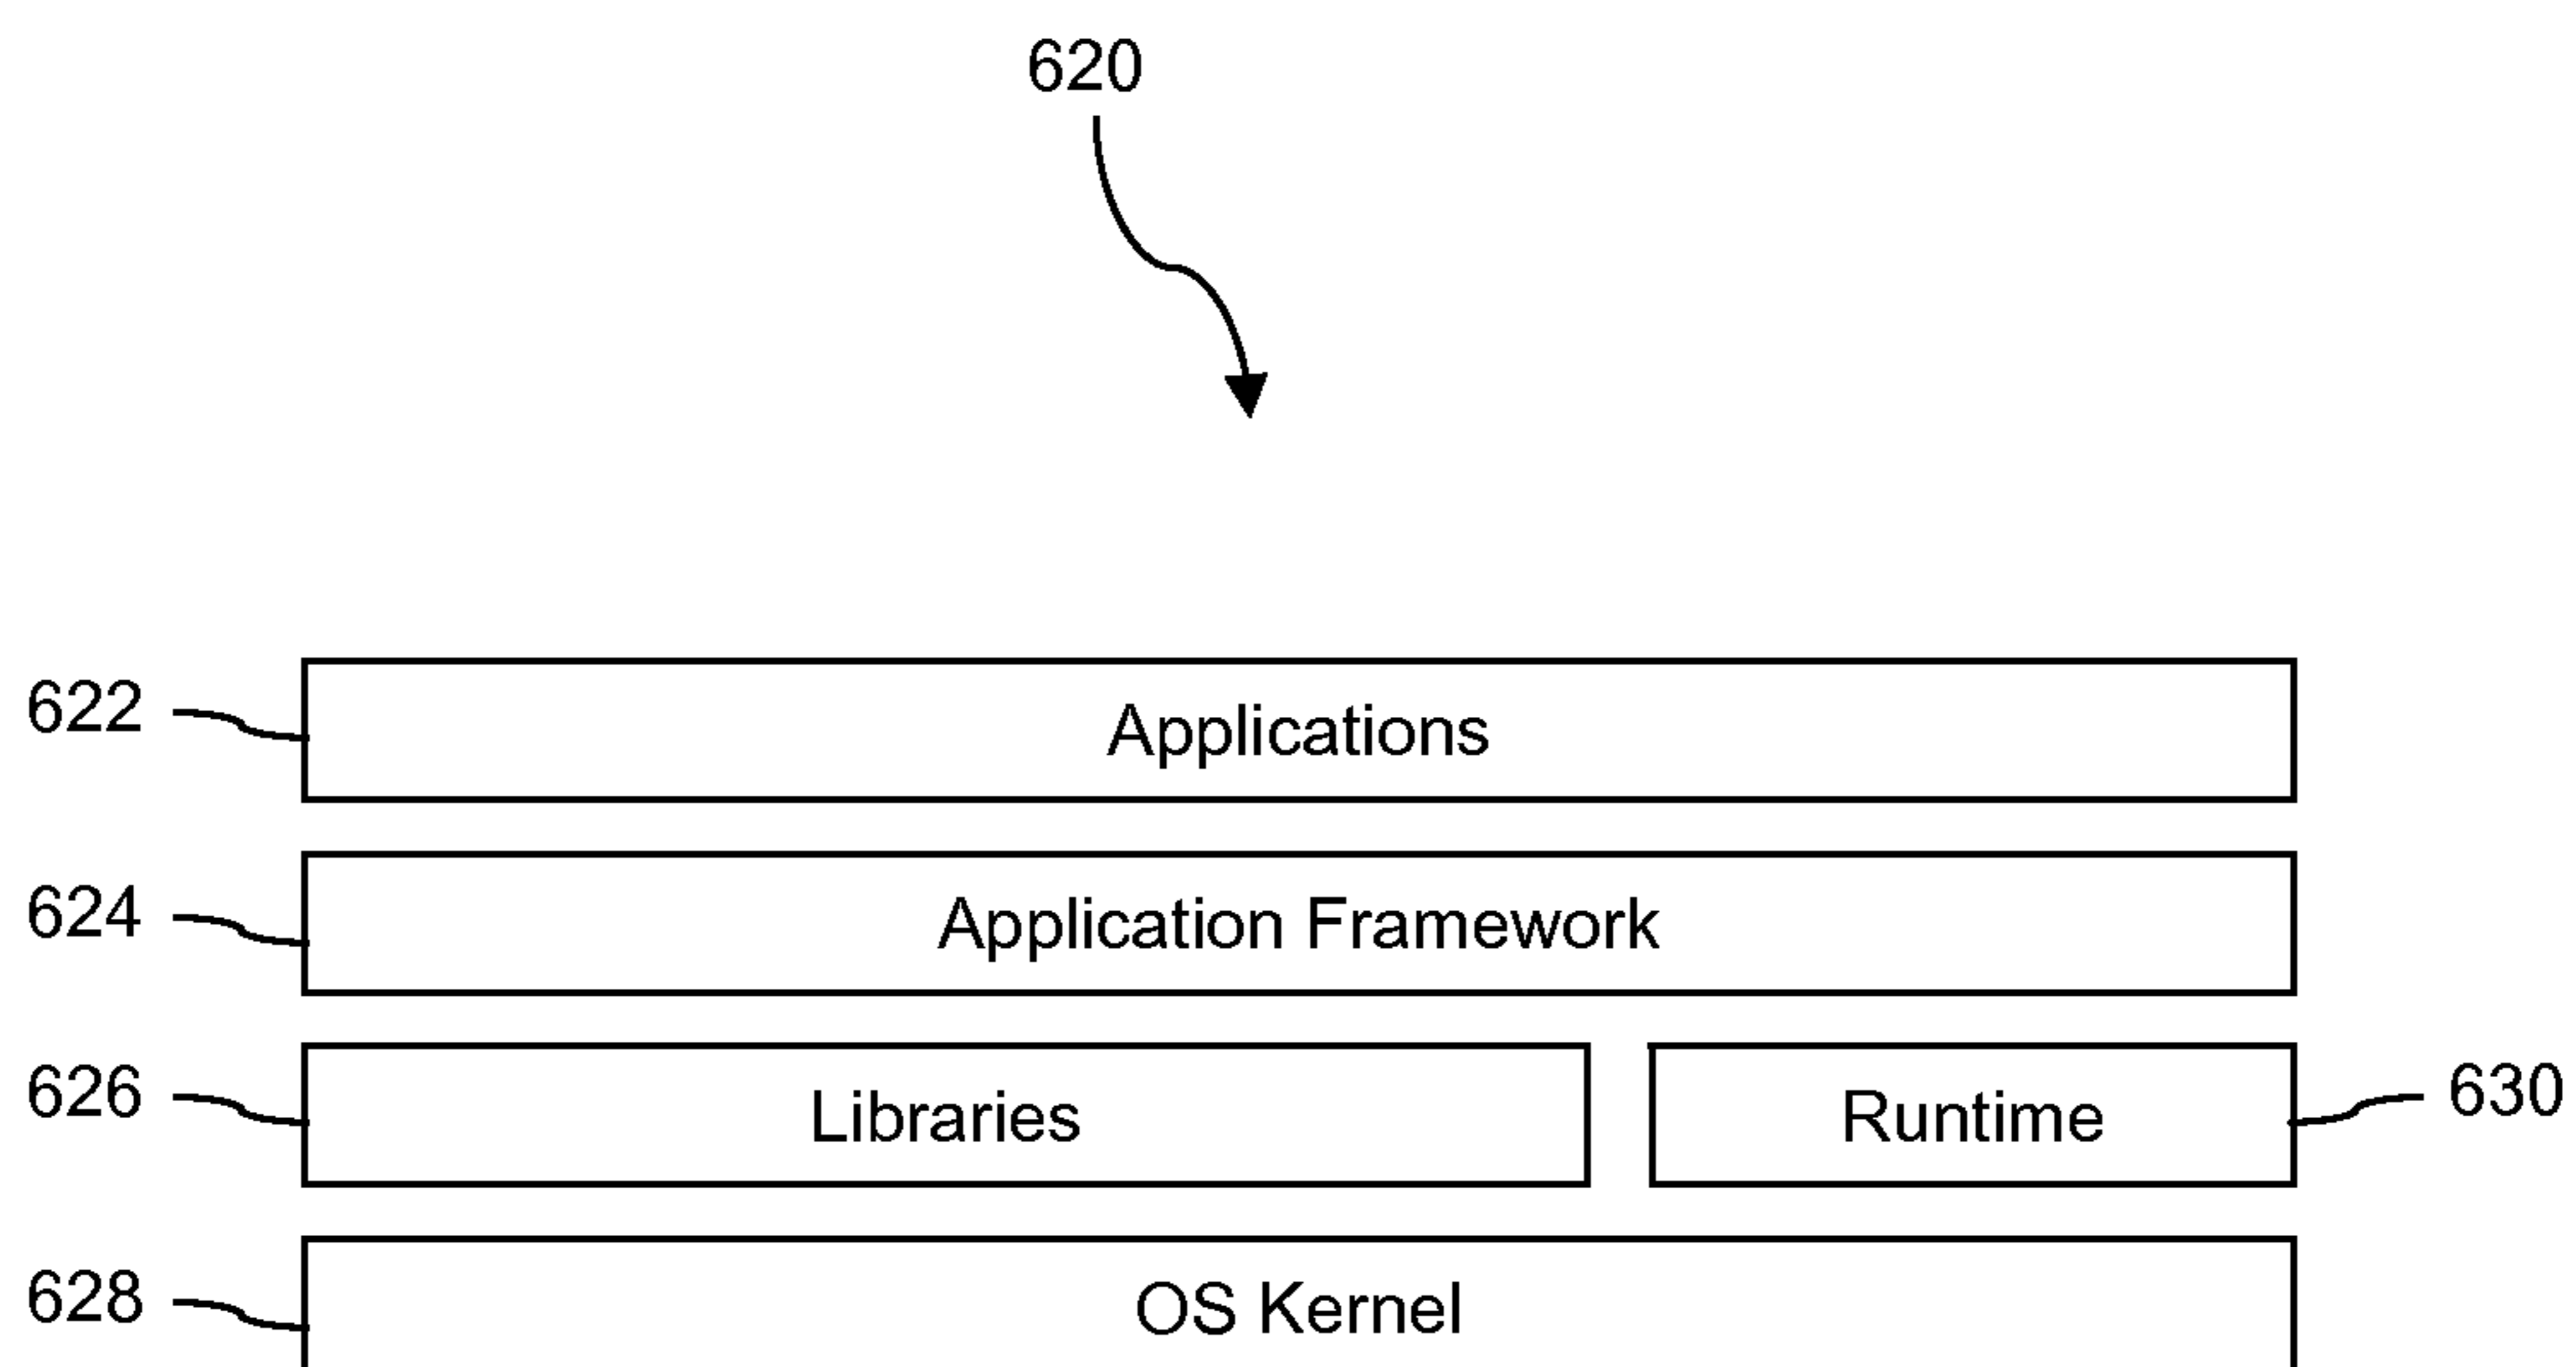 620
622 Applications
624 Application Framework
626 Libraries Runtime 630
628 OS Kernel